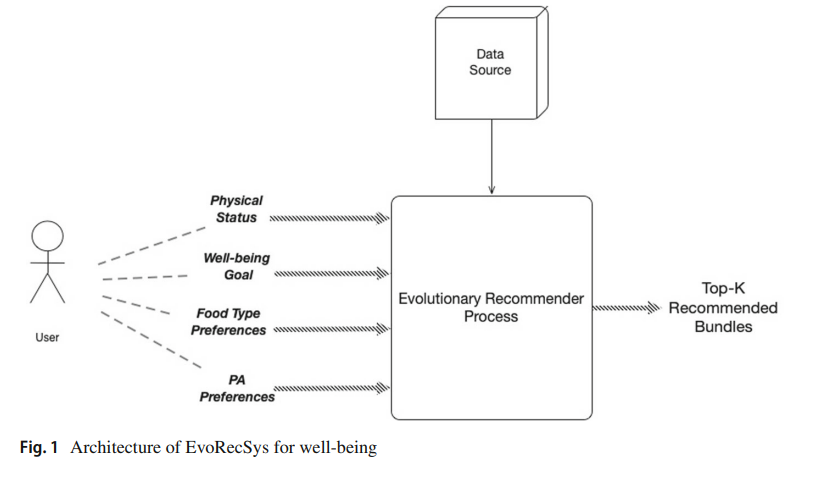 Data
Source
Physical
Status
Well-being
Goal
Food Type
Preferences
PA
Preferences
User
Evolutionary Recommender
Process
Top-K
Recommended
Bundles
Fig. 1 Architecture of EvoRecSys for well-being